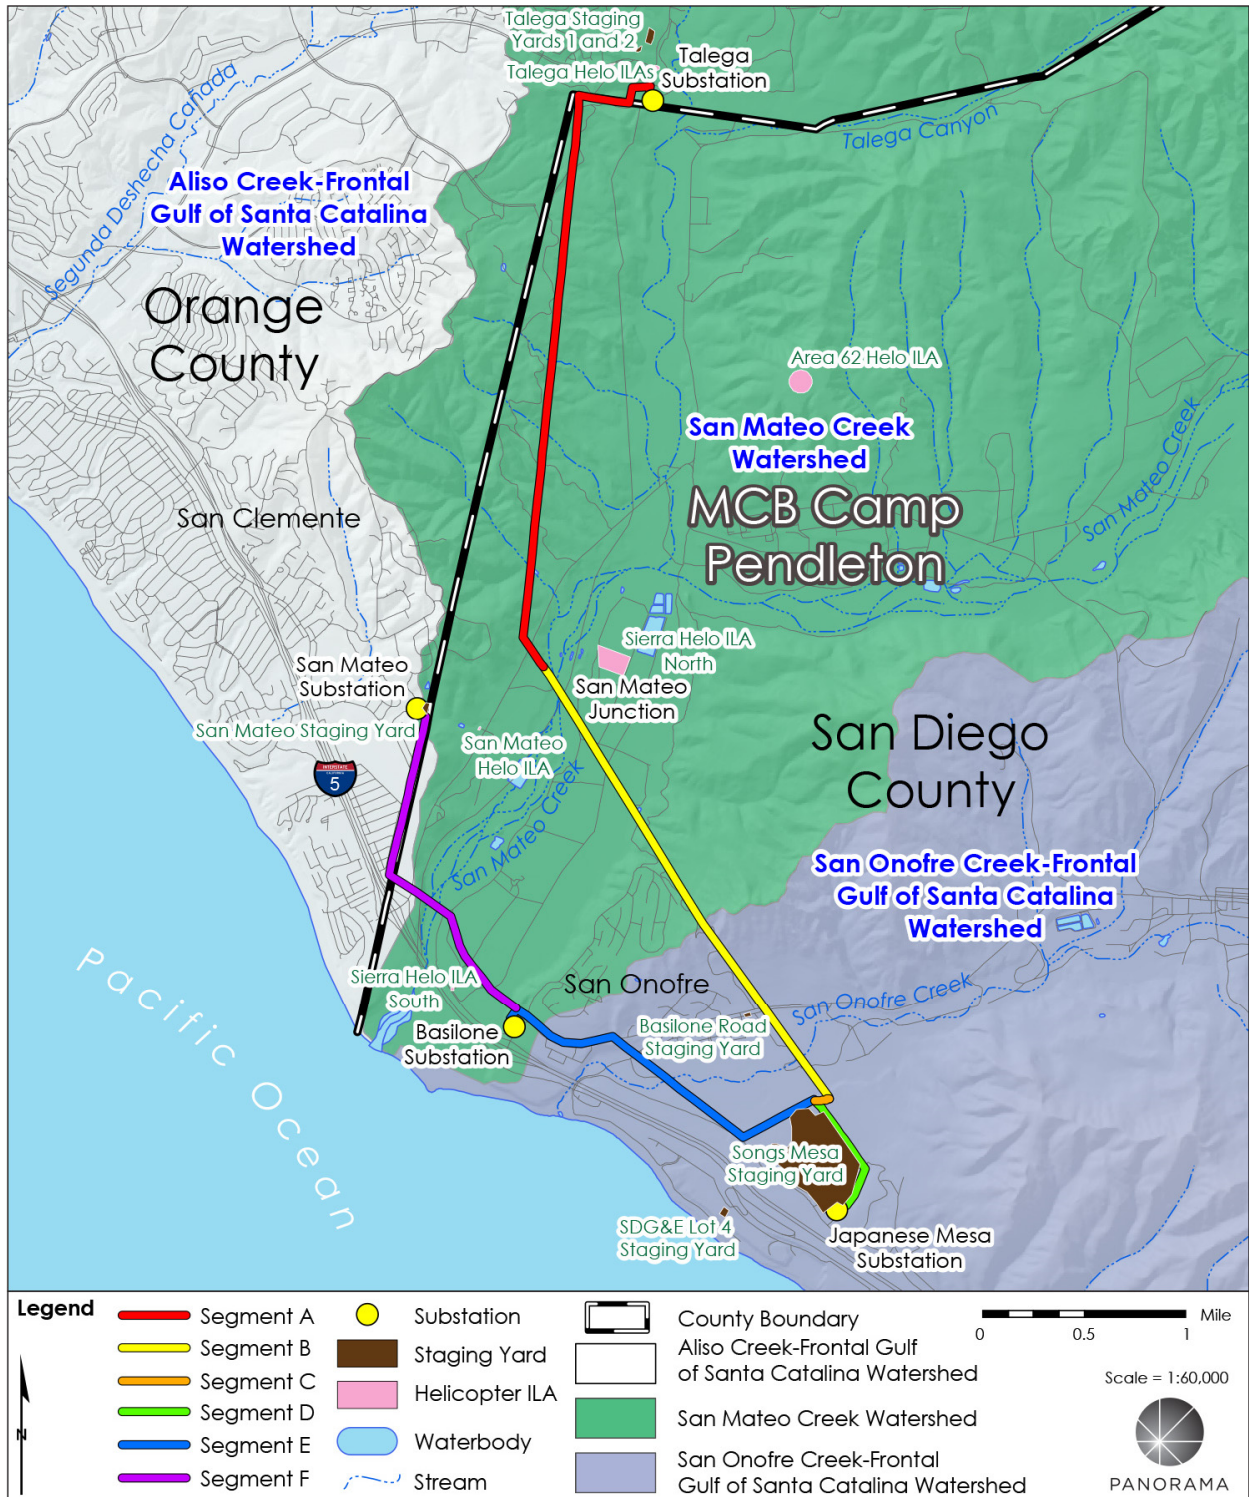 Talega Staging
Yards 1 and 2
Talega
Substation
Talega Helo ILAs
Talega Canyon
Segunda Deshecha Cañada
Aliso Creek-Frontal
Gulf of Santa Catalina
Watershed
Orange
County
Area 62 Helo ILA
San Mateo Creek
Watershed
MCB Camp
Pendleton
San Mateo Creek
San Clemente
Sierra Helo ILA
North
San Mateo
Junction
San Mateo
Substation
San Mateo Staging Yard
San Mateo
Helo ILA
INTERSTATE
CALIFORNIA
5
San Mateo Creek
San Diego
County
San Onofre Creek-Frontal
Gulf of Santa Catalina
Watershed
Pacific Ocean
Sierra Helo ILA
South
San Onofre
San Onofre Creek
Basilone
Substation
Basilone Road
Staging Yard
Songs Mesa
Staging Yard
SDG&E Lot 4
Staging Yard
Japanese Mesa
Substation
Legend
N
Segment A
Segment B
Segment C
Segment D
Segment E
Segment F
Substation
Staging Yard
Helicopter ILA
Waterbody
Stream
County Boundary
Aliso Creek-Frontal Gulf
of Santa Catalina Watershed
San Mateo Creek Watershed
San Onofre Creek-Frontal
Gulf of Santa Catalina Watershed
Mile
0 0.5 1
Scale = 1:60,000
PANORAMA